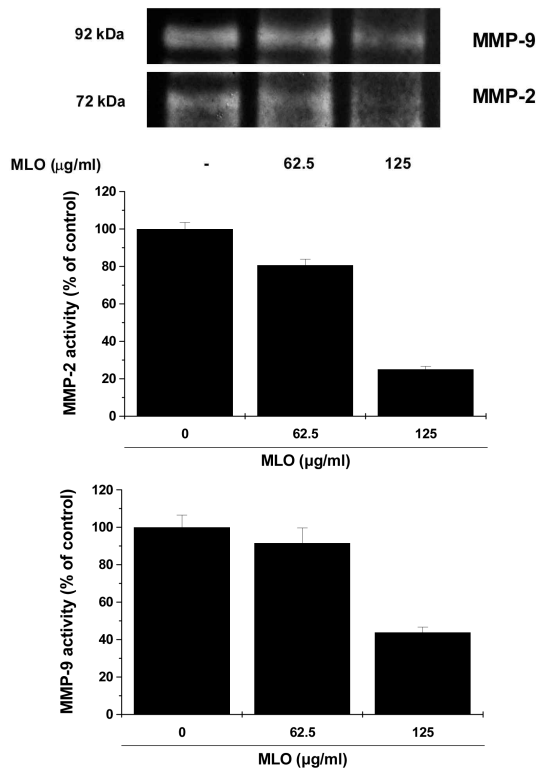 92 kDa MMP-9
72 kDa MMP-2
MLO (μg/ml) - 62.5 125
MMP-2 activity (% of control)
120
100
80
60
40
20
0
0 62.5 125
MLO (µg/ml)
MMP-9 activity (% of control)
120
100
80
60
40
20
0
0 62.5 125
MLO (µg/ml)